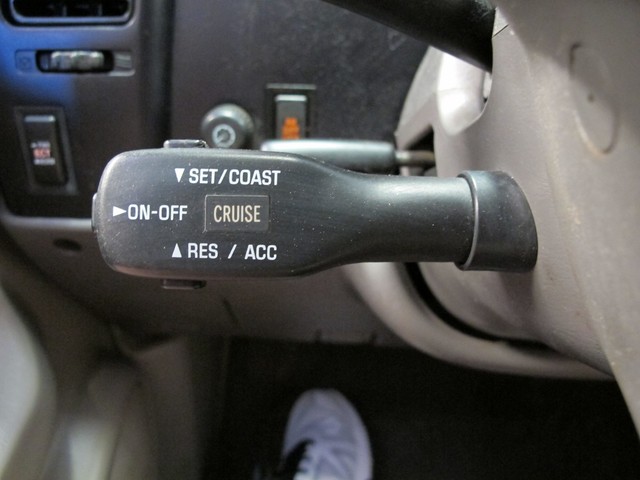 ▼SET/COAST
►ON-OFF CRUISE
▲RES / ACC